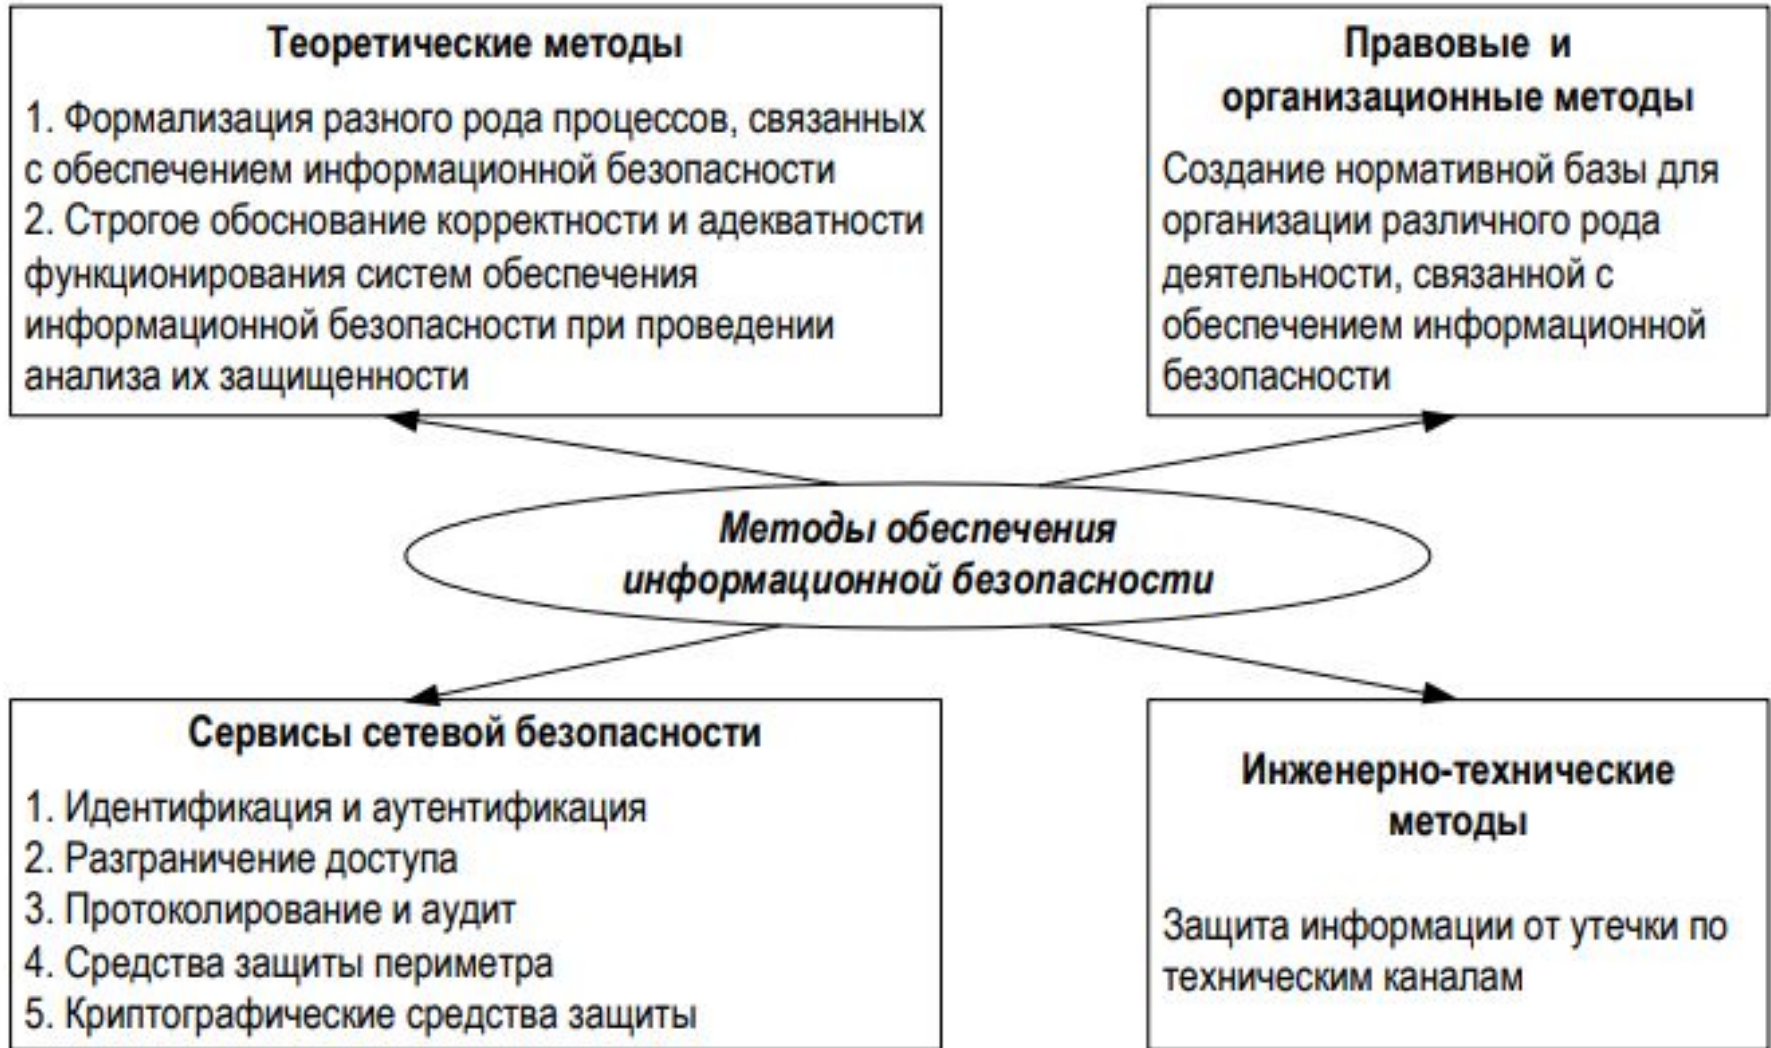 Теоретические методы
1. Формализация разного рода процессов, связанных
с обеспечением информационной безопасности
2. Строгое обоснование корректности и адекватности
функционирования систем обеспечения
информационной безопасности при проведении
анализа их защищенности
Правовые и
организационные методы
Создание нормативной базы для
организации различного рода
деятельности, связанной с
обеспечением информационной
безопасности
Методы обеспечения
информационной безопасности
Сервисы сетевой безопасности
1. Идентификация и аутентификация
2. Разграничение доступа
3. Протоколирование и аудит
4. Средства защиты периметра
5. Криптографические средства защиты
Инженерно-технические
методы
Защита информации от утечки по
техническим каналам